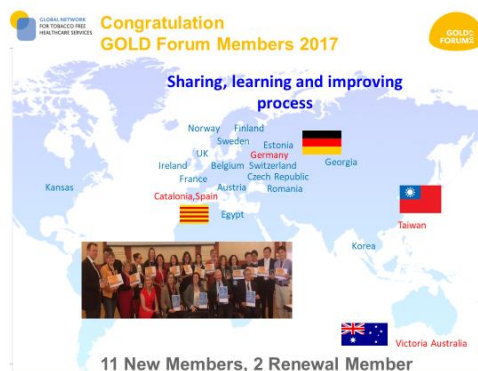 GLOBAL NETWORK
FOR TOBACCO FREE
HEALTHCARE SERVICES
Congratulation
GOLD Forum Members 2017
GOLD
FORUM
Sharing, learning and improving
process
Norway
Finland
Sweden
Estonia
UK
Germany
Ireland
Belgium
Switzerland
Georgia
France
Czech Republic
Kansas
Austria
Romania
Catalonia,Spain
Egypt
Taiwan
Korea
Victoria Australia
11 New Members, 2 Renewal Member